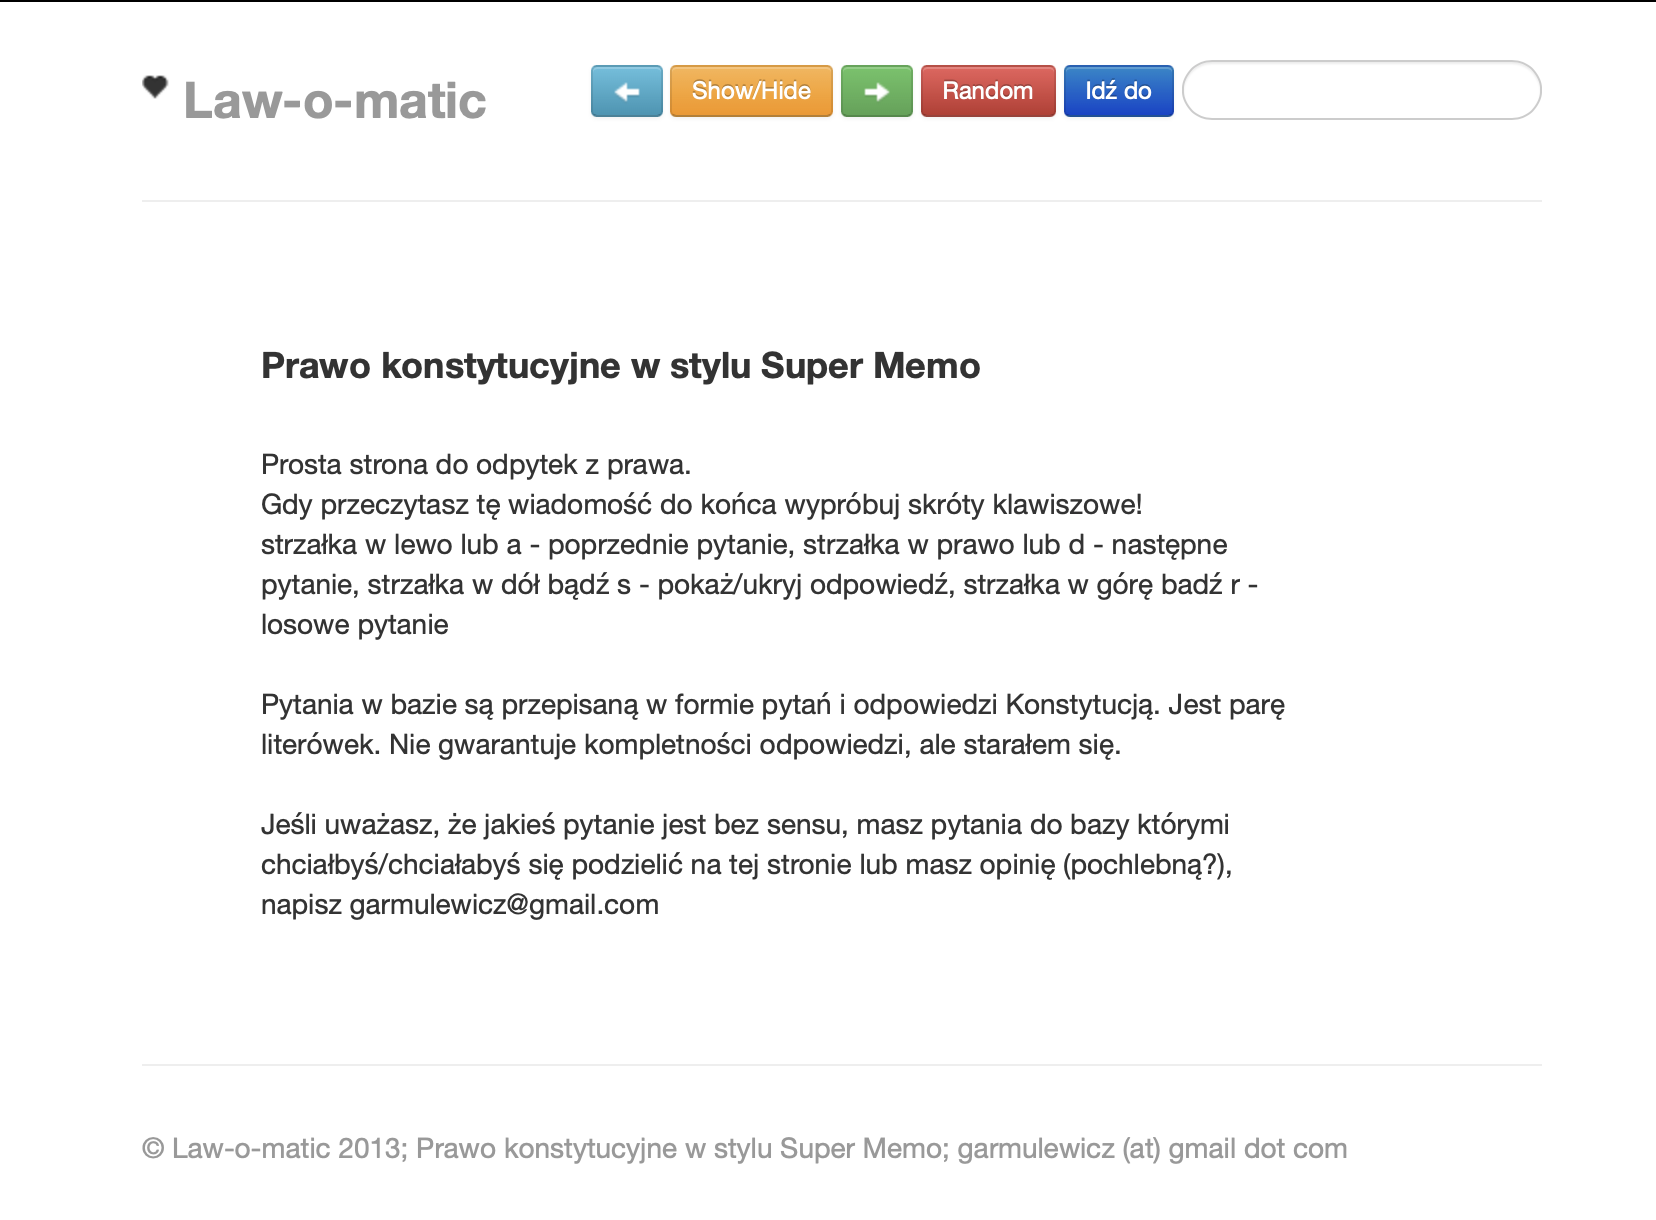 Law-o-matic
Show/Hide
Random
Idź do
Prawo konstytucyjne w stylu Super Memo
Prosta strona do odpytek z prawa.
Gdy przeczytasz tę wiadomość do końca wypróbuj skróty klawiszowe!
strzałka w lewo lub a - poprzednie pytanie, strzałka w prawo lub d - następne
pytanie, strzałka w dół bądź s - pokaż/ukryj odpowiedź, strzałka w górę badź r -
losowe pytanie
Pytania w bazie są przepisaną w formie pytań i odpowiedzi Konstytucją. Jest parę
literówek. Nie gwarantuje kompletności odpowiedzi, ale starałem się.
Jeśli uważasz, że jakieś pytanie jest bez sensu, masz pytania do bazy którymi
chciałbyś/chciałabyś się podzielić na tej stronie lub masz opinię (pochlebną?),
napisz garmulewicz@gmail.com
© Law-o-matic 2013; Prawo konstytucyjne w stylu Super Memo; garmulewicz (at) gmail dot com